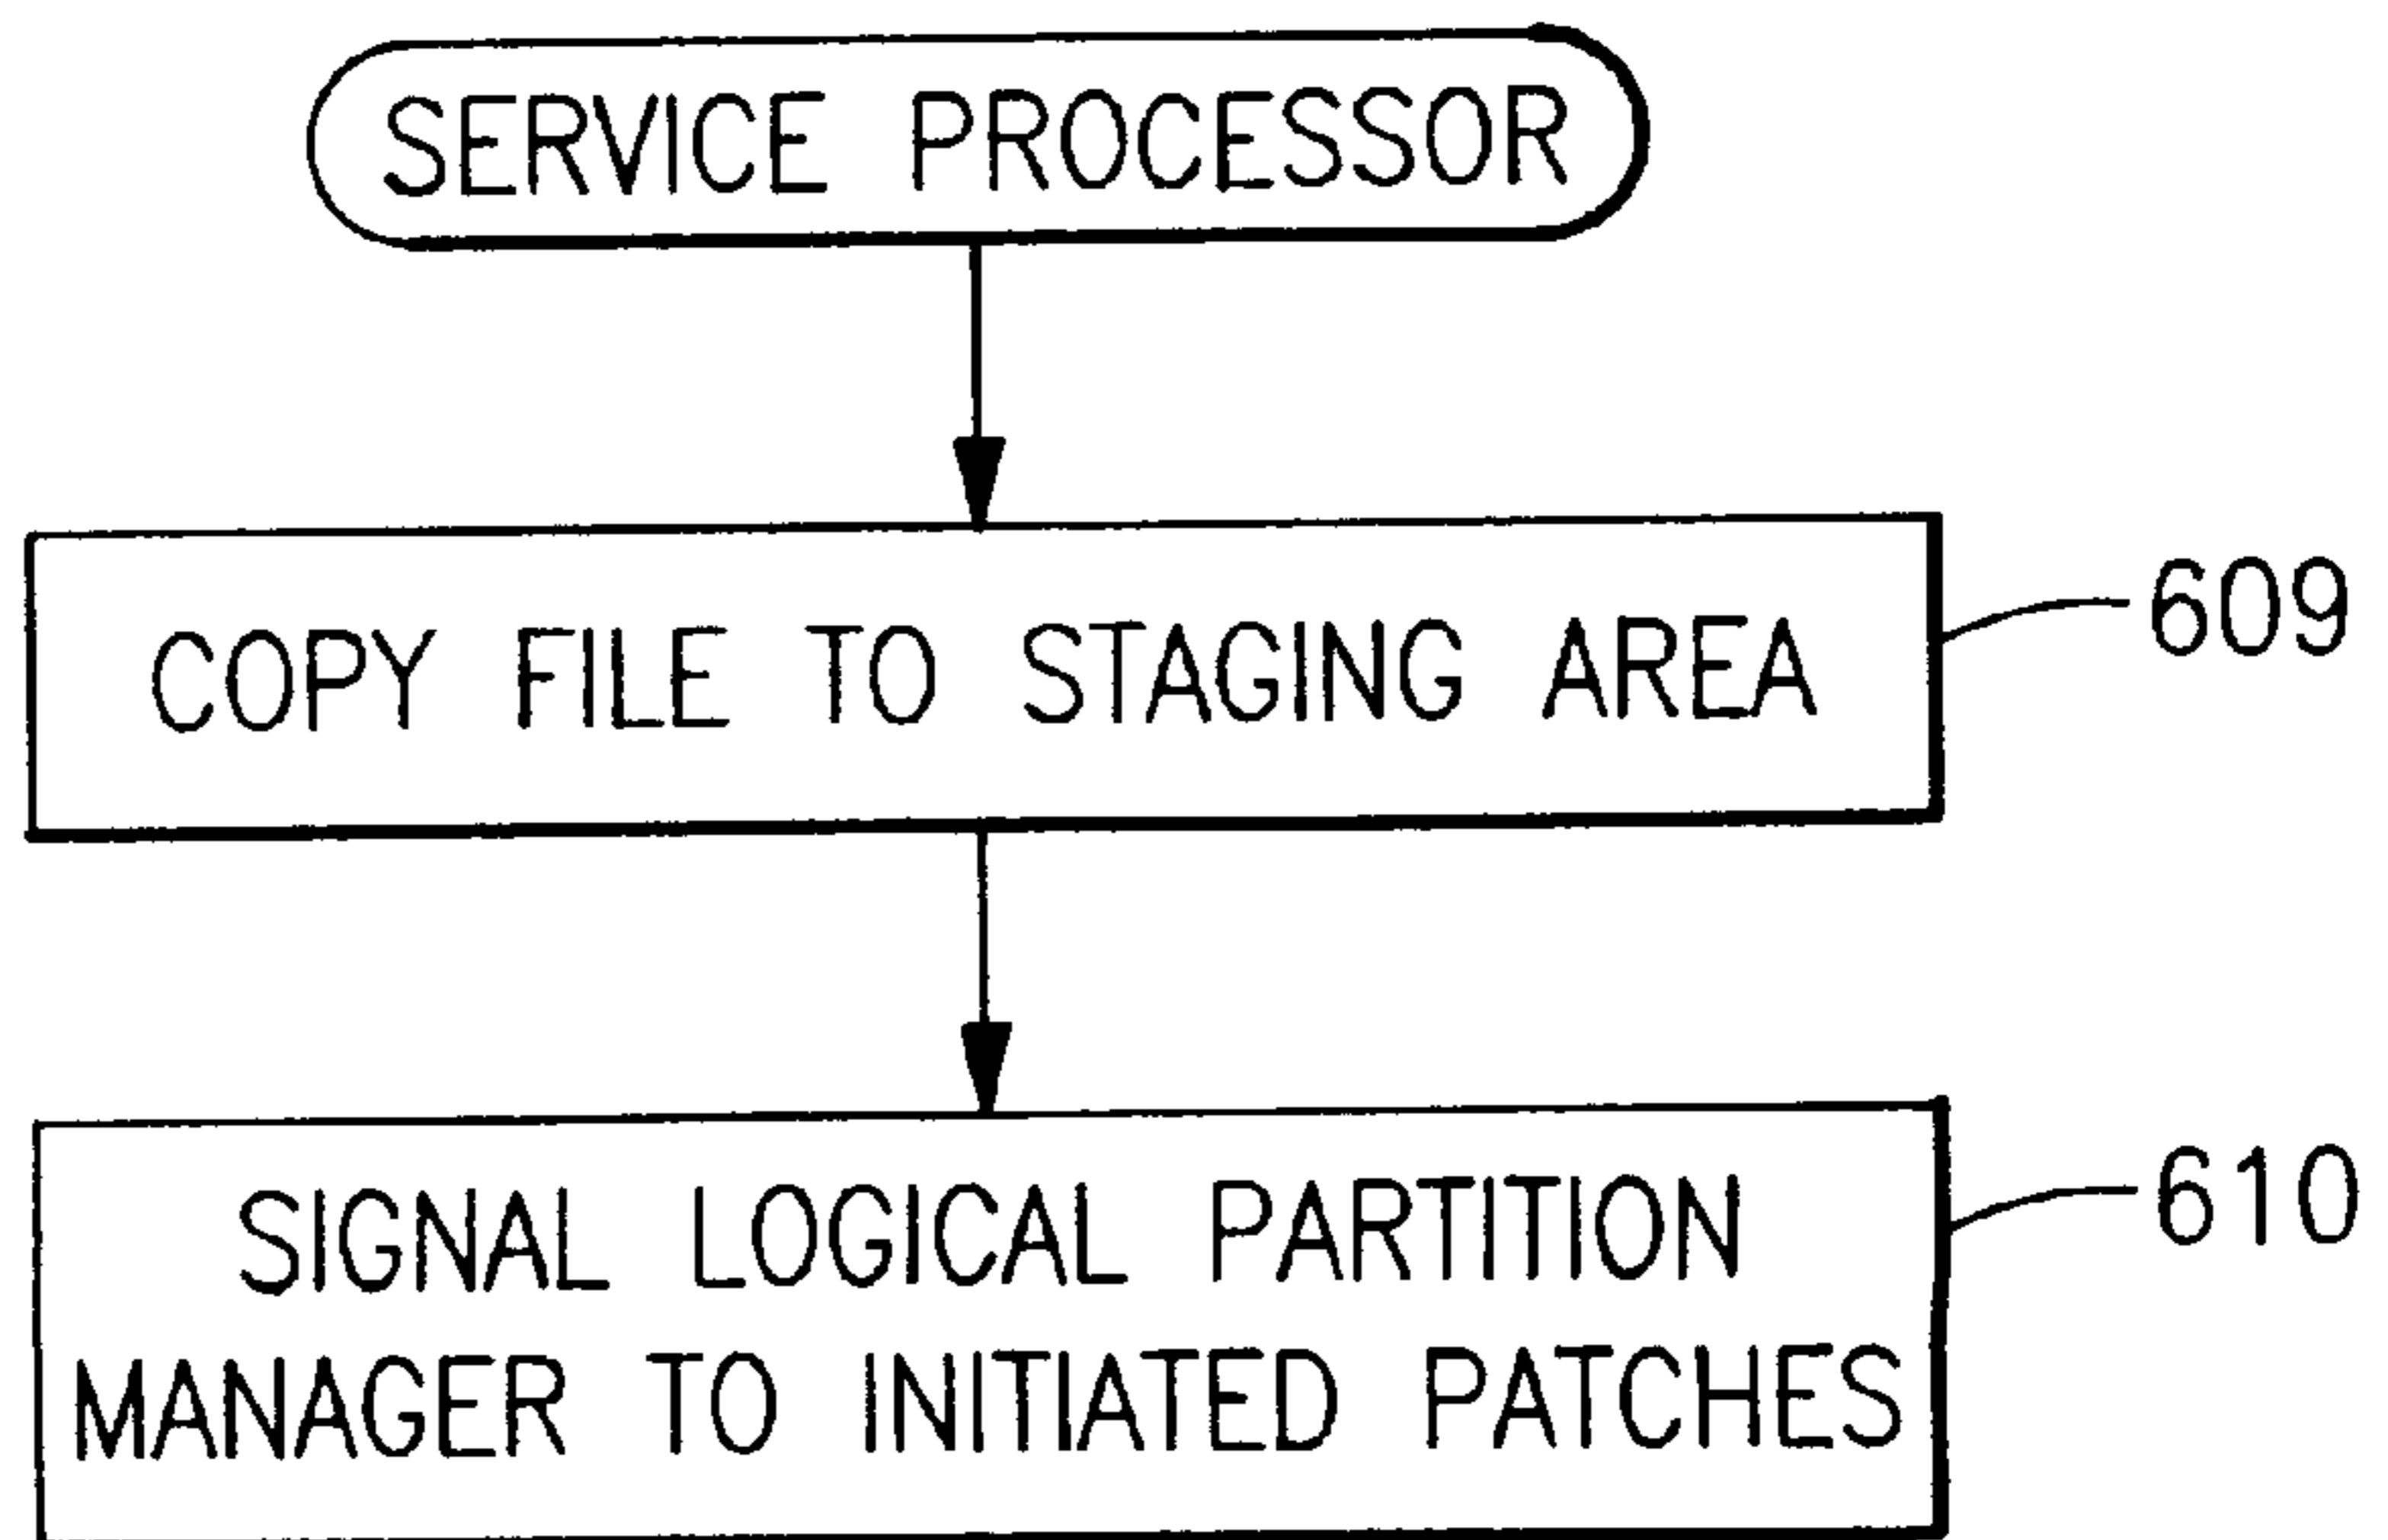 SERVICE PROCESSOR
COPY FILE TO STAGING AREA
609
SIGNAL LOGICAL PARTITION
MANAGER TO INITIATED PATCHES
610